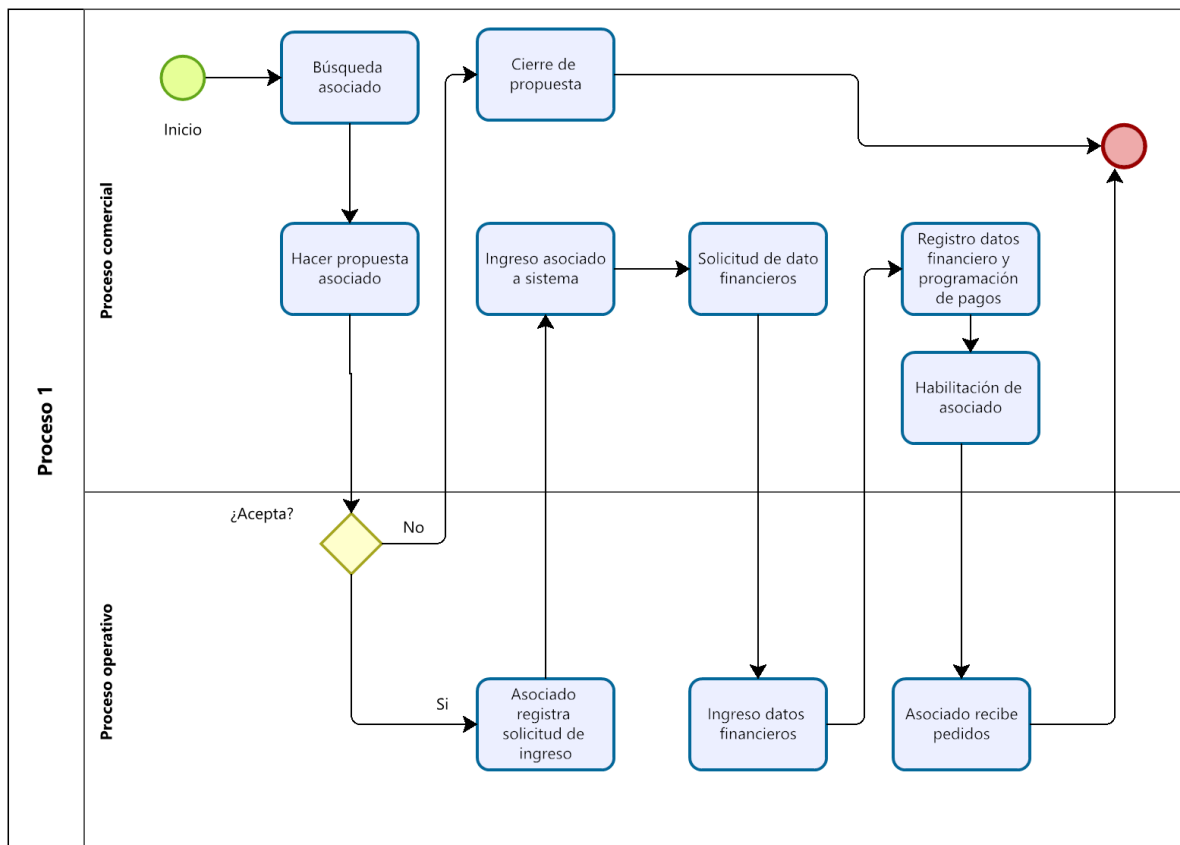 Proceso 1
Proceso comercial
Inicio
Búsqueda
asociado
Cierre de
propuesta
Hacer propuesta
asociado
Ingreso asociado
a sistema
Solicitud de dato
financieros
Registro datos
financiero y
programación
de pagos
Habilitación de
asociado
Proceso operativo
¿Acepta?
No
Si
Asociado
registra
solicitud de
ingreso
Ingreso datos
financieros
Asociado recibe
pedidos